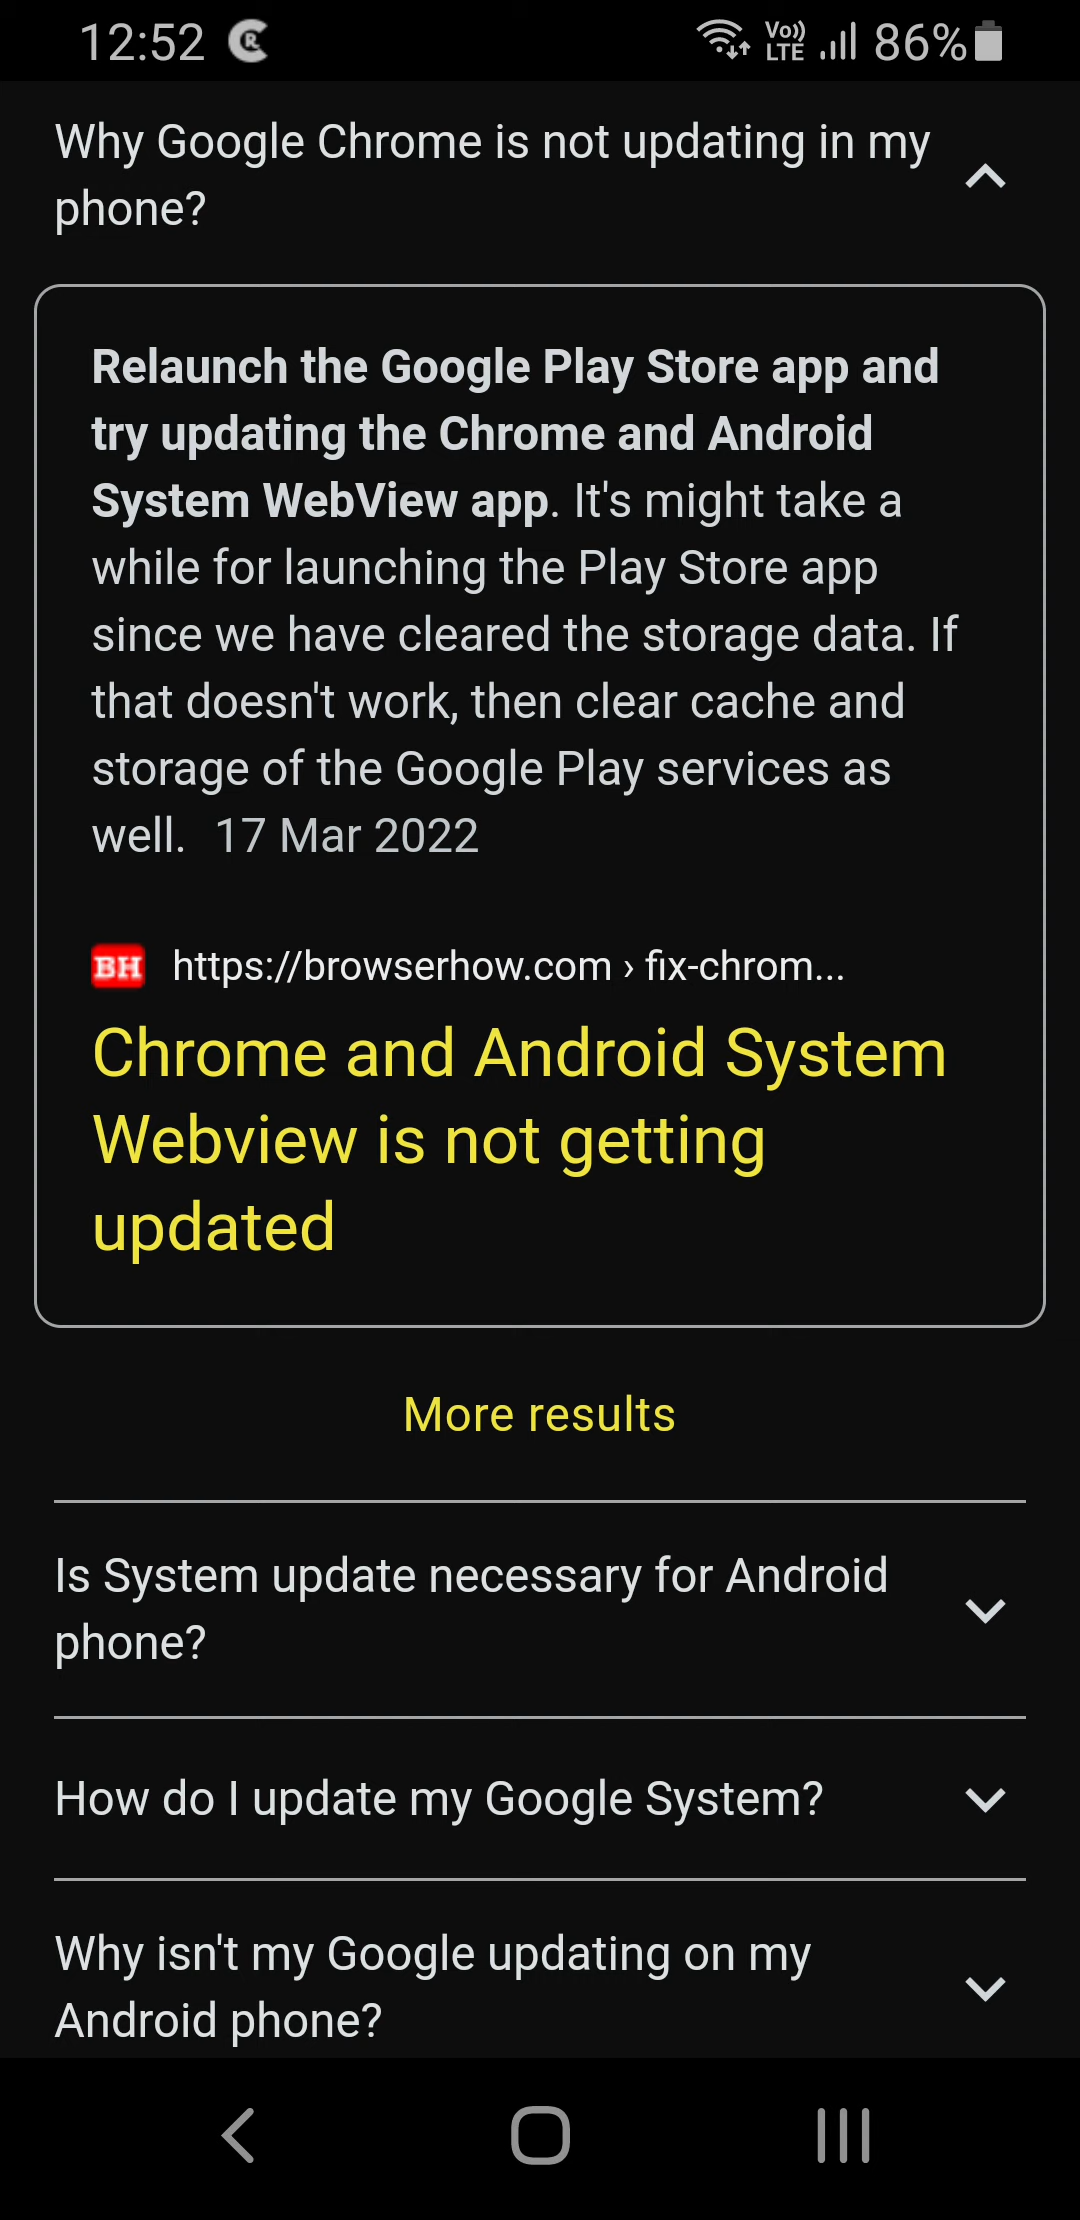 12:52 R Vo)) LTE 86%
Why Google Chrome is not updating in my
phone?
Relaunch the Google Play Store app and
try updating the Chrome and Android
System WebView app. It's might take a
while for launching the Play Store app
since we have cleared the storage data. If
that doesn't work, then clear cache and
storage of the Google Play services as
well. 17 Mar 2022
BH https://browserhow.com › fix-chrom...
Chrome and Android System
Webview is not getting
updated
More results
Is System update necessary for Android
phone?
How do I update my Google System?
Why isn't my Google updating on my
Android phone?